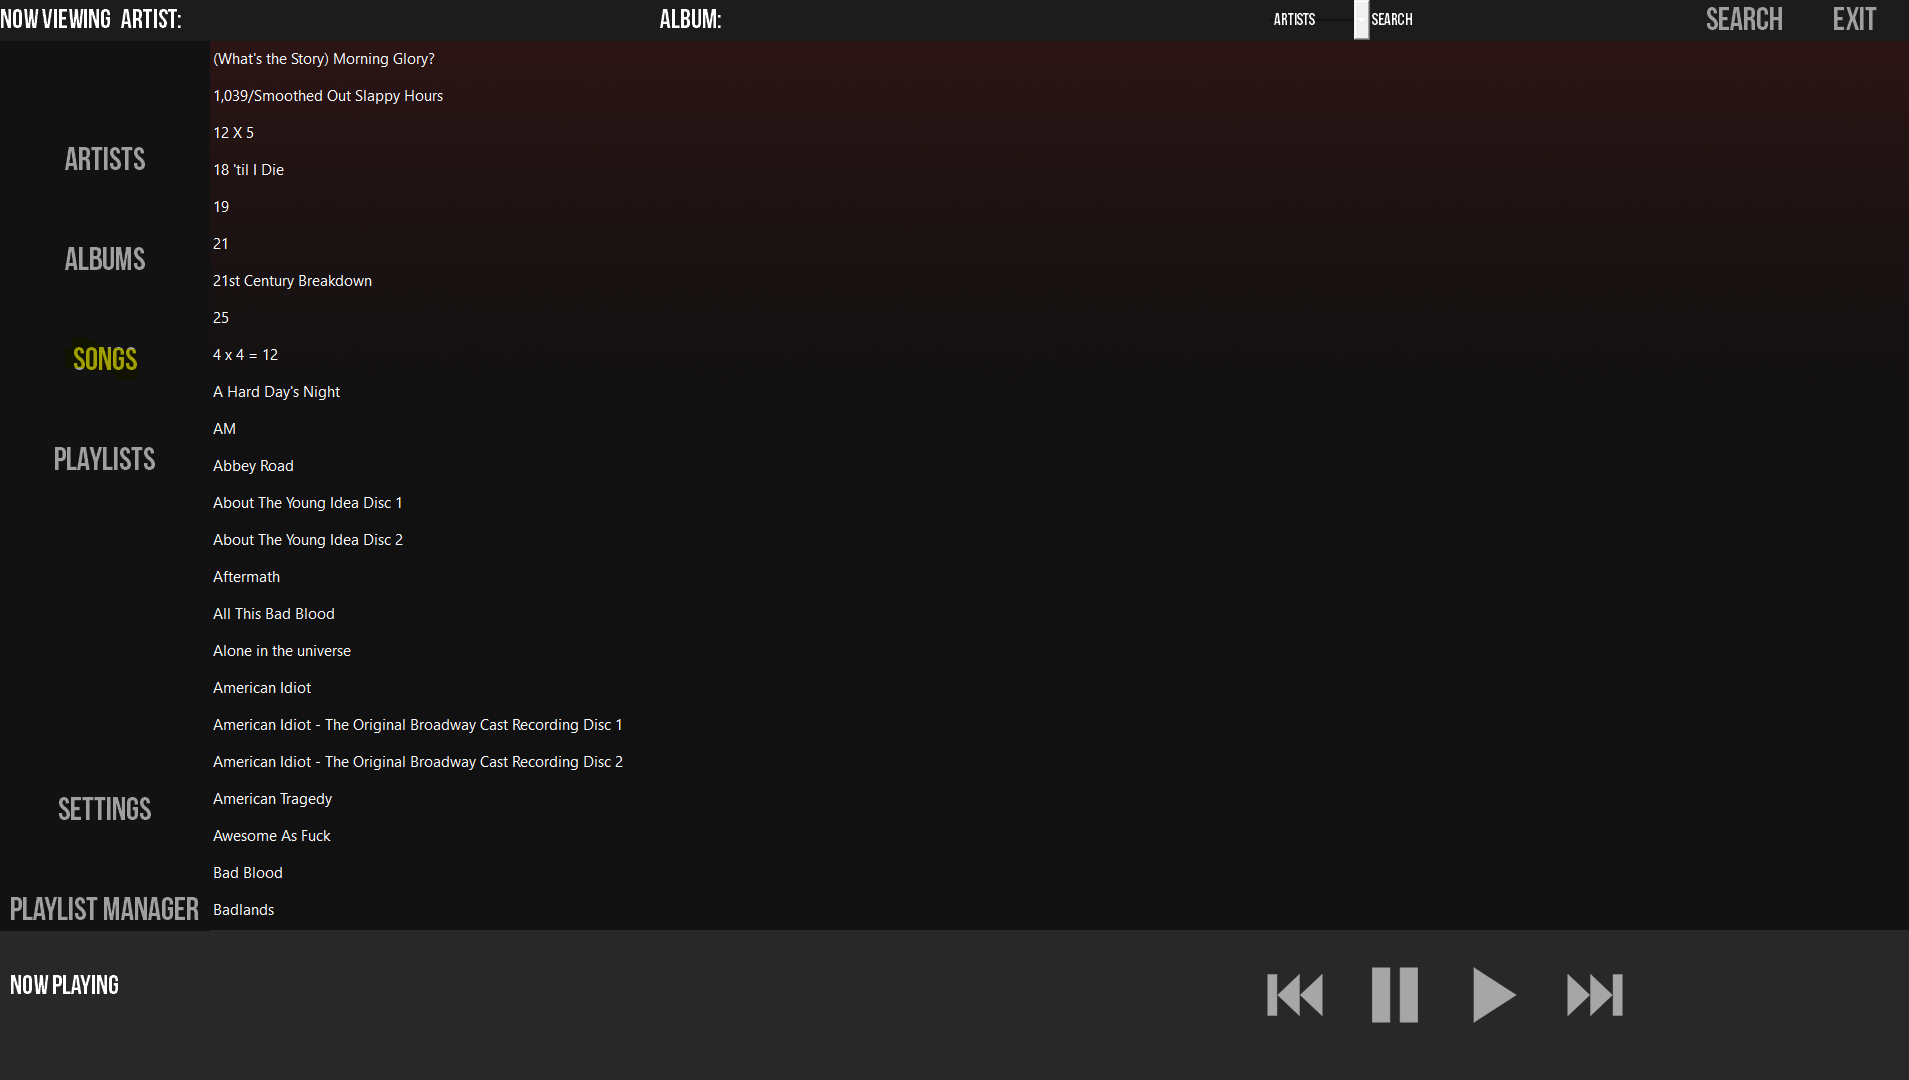 NOW VIEWING ARTIST: ALBUM: ARTISTS SEARCH SEARCH EXIT
ARTISTS
ALBUMS
SONGS
PLAYLISTS
SETTINGS
PLAYLIST MANAGER
(What's the Story) Morning Glory?
1,039/Smoothed Out Slappy Hours
12 X 5
18 'til I Die
19
21
21st Century Breakdown
25
4 x 4 = 12
A Hard Day's Night
AM
Abbey Road
About The Young Idea Disc 1
About The Young Idea Disc 2
Aftermath
All This Bad Blood
Alone in the universe
American Idiot
American Idiot - The Original Broadway Cast Recording Disc 1
American Idiot - The Original Broadway Cast Recording Disc 2
American Tragedy
Awesome As Fuck
Bad Blood
Badlands
NOW PLAYING